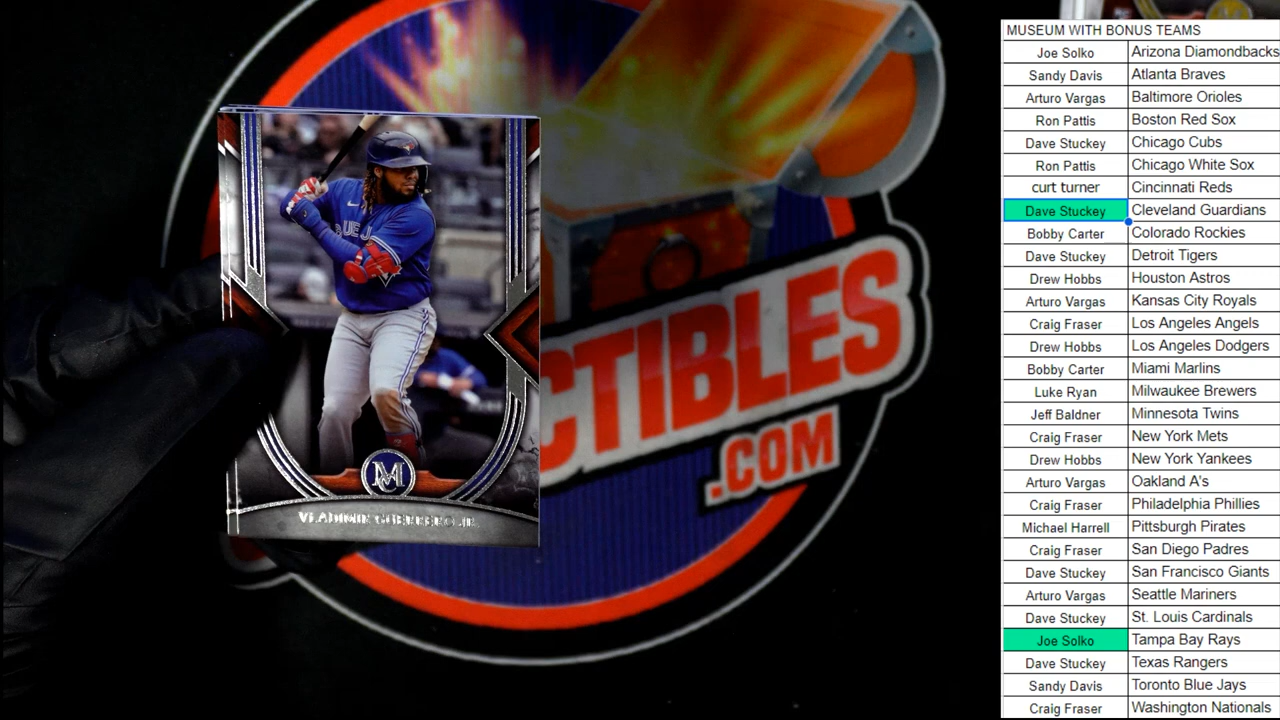 BLUE J
M
VLADIMIR GUERRERO JR.
CTIBLES
.COM
MUSEUM WITH BONUS TEAMS
Joe Solko Arizona Diamondbacks
Sandy Davis Atlanta Braves
Arturo Vargas Baltimore Orioles
Ron Pattis Boston Red Sox
Dave Stuckey Chicago Cubs
Ron Pattis Chicago White Sox
curt turner Cincinnati Reds
Dave Stuckey Cleveland Guardians
Bobby Carter Colorado Rockies
Dave Stuckey Detroit Tigers
Drew Hobbs Houston Astros
Arturo Vargas Kansas City Royals
Craig Fraser Los Angeles Angels
Drew Hobbs Los Angeles Dodgers
Bobby Carter Miami Marlins
Luke Ryan Milwaukee Brewers
Jeff Baldner Minnesota Twins
Craig Fraser New York Mets
Drew Hobbs New York Yankees
Arturo Vargas Oakland A's
Craig Fraser Philadelphia Phillies
Michael Harrell Pittsburgh Pirates
Craig Fraser San Diego Padres
Dave Stuckey San Francisco Giants
Arturo Vargas Seattle Mariners
Dave Stuckey St. Louis Cardinals
Joe Solko Tampa Bay Rays
Dave Stuckey Texas Rangers
Sandy Davis Toronto Blue Jays
Craig Fraser Washington Nationals